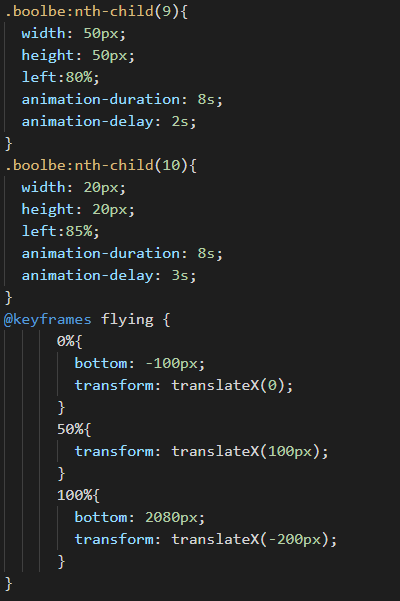 .boolbe:nth-child(9){
  width: 50px;
  height: 50px;
  left:80%;
  animation-duration: 8s;
  animation-delay: 2s;
}
.boolbe:nth-child(10){
  width: 20px;
  height: 20px;
  left:85%;
  animation-duration: 8s;
  animation-delay: 3s;
}
@keyframes flying {
      0%{
        bottom: -100px;
        transform: translateX(0);
      }
      50%{
        transform: translateX(100px);
      }
      100%{
        bottom: 2080px;
        transform: translateX(-200px);
      }
}